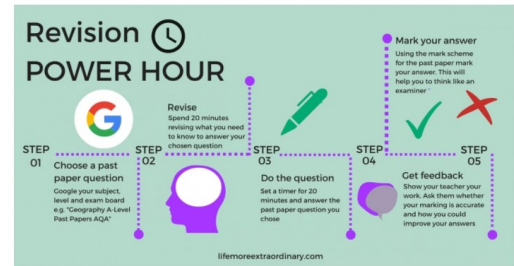 Revision
POWER HOUR
STEP
01
Choose a past
paper question
Google your subject,
level and exam board
e.g. "Geography A-Level
Past Papers AQA"
STEP
02
Revise
Spend 20 minutes
revising what you need
to know to answer your
chosen question
STEP
03
Do the question
Set a timer for 20
minutes and answer the
past paper question you
chose
STEP
04
Mark your answer
Using the mark scheme
for the past paper mark
your answer. This will
help you to think like an
examiner
STEP
05
Get feedback
Show your teacher your
work. Ask them whether
your marking is accurate
and how you could
improve your answers
lifemoreextraordinary.com